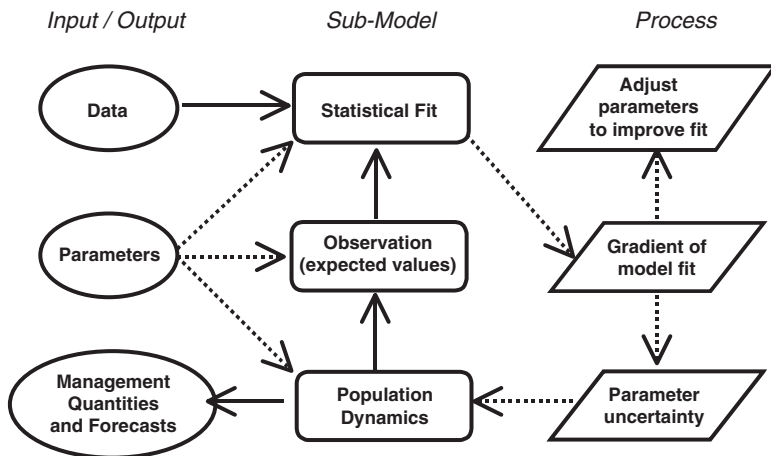 Input / Output
Sub-Model
Process
Data
Statistical Fit
Adjust
parameters
to improve fit
Parameters
Observation
(expected values)
Gradient of
model fit
Management
Quantities
and Forecasts
Population
Dynamics
Parameter
uncertainty